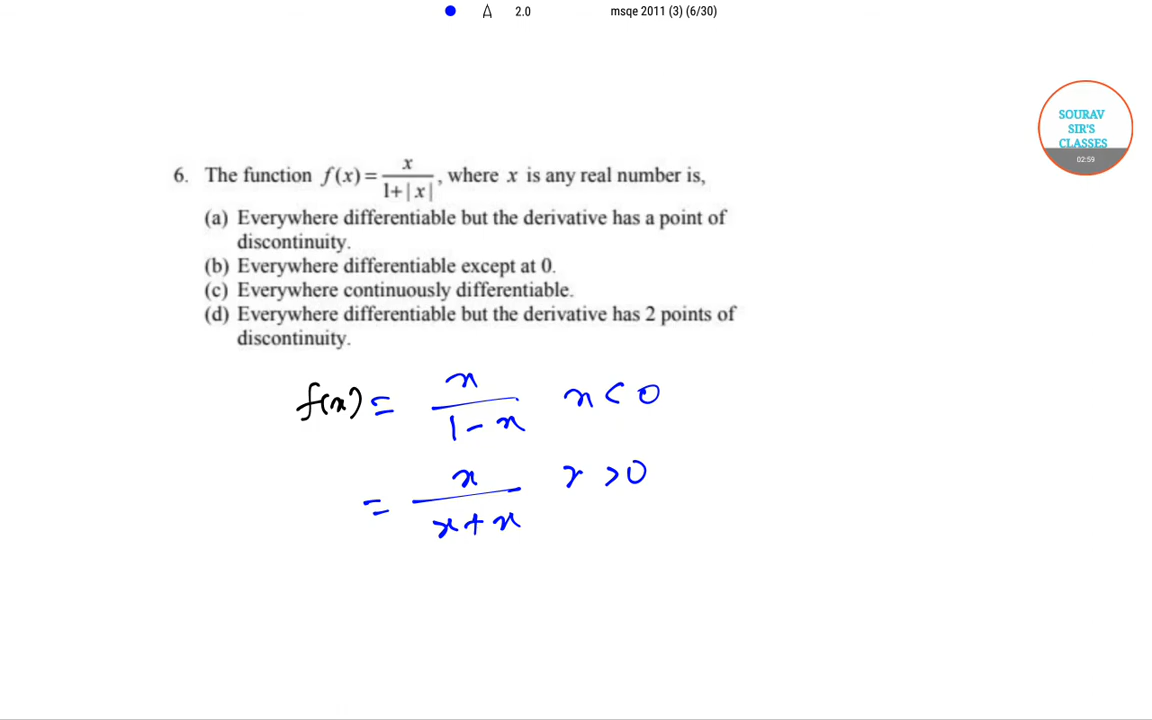 2.0 msqe 2011 (3) (6/30)
SOURAV
SIR'S
CLASSES
02:59
6. The function f(x) = x/(1+|x|), where x is any real number is,
(a) Everywhere differentiable but the derivative has a point of
discontinuity.
(b) Everywhere differentiable except at 0.
(c) Everywhere continuously differentiable.
(d) Everywhere differentiable but the derivative has 2 points of
discontinuity.
f(x) = x/(1-x) x < 0
= x/(x+x) x > 0